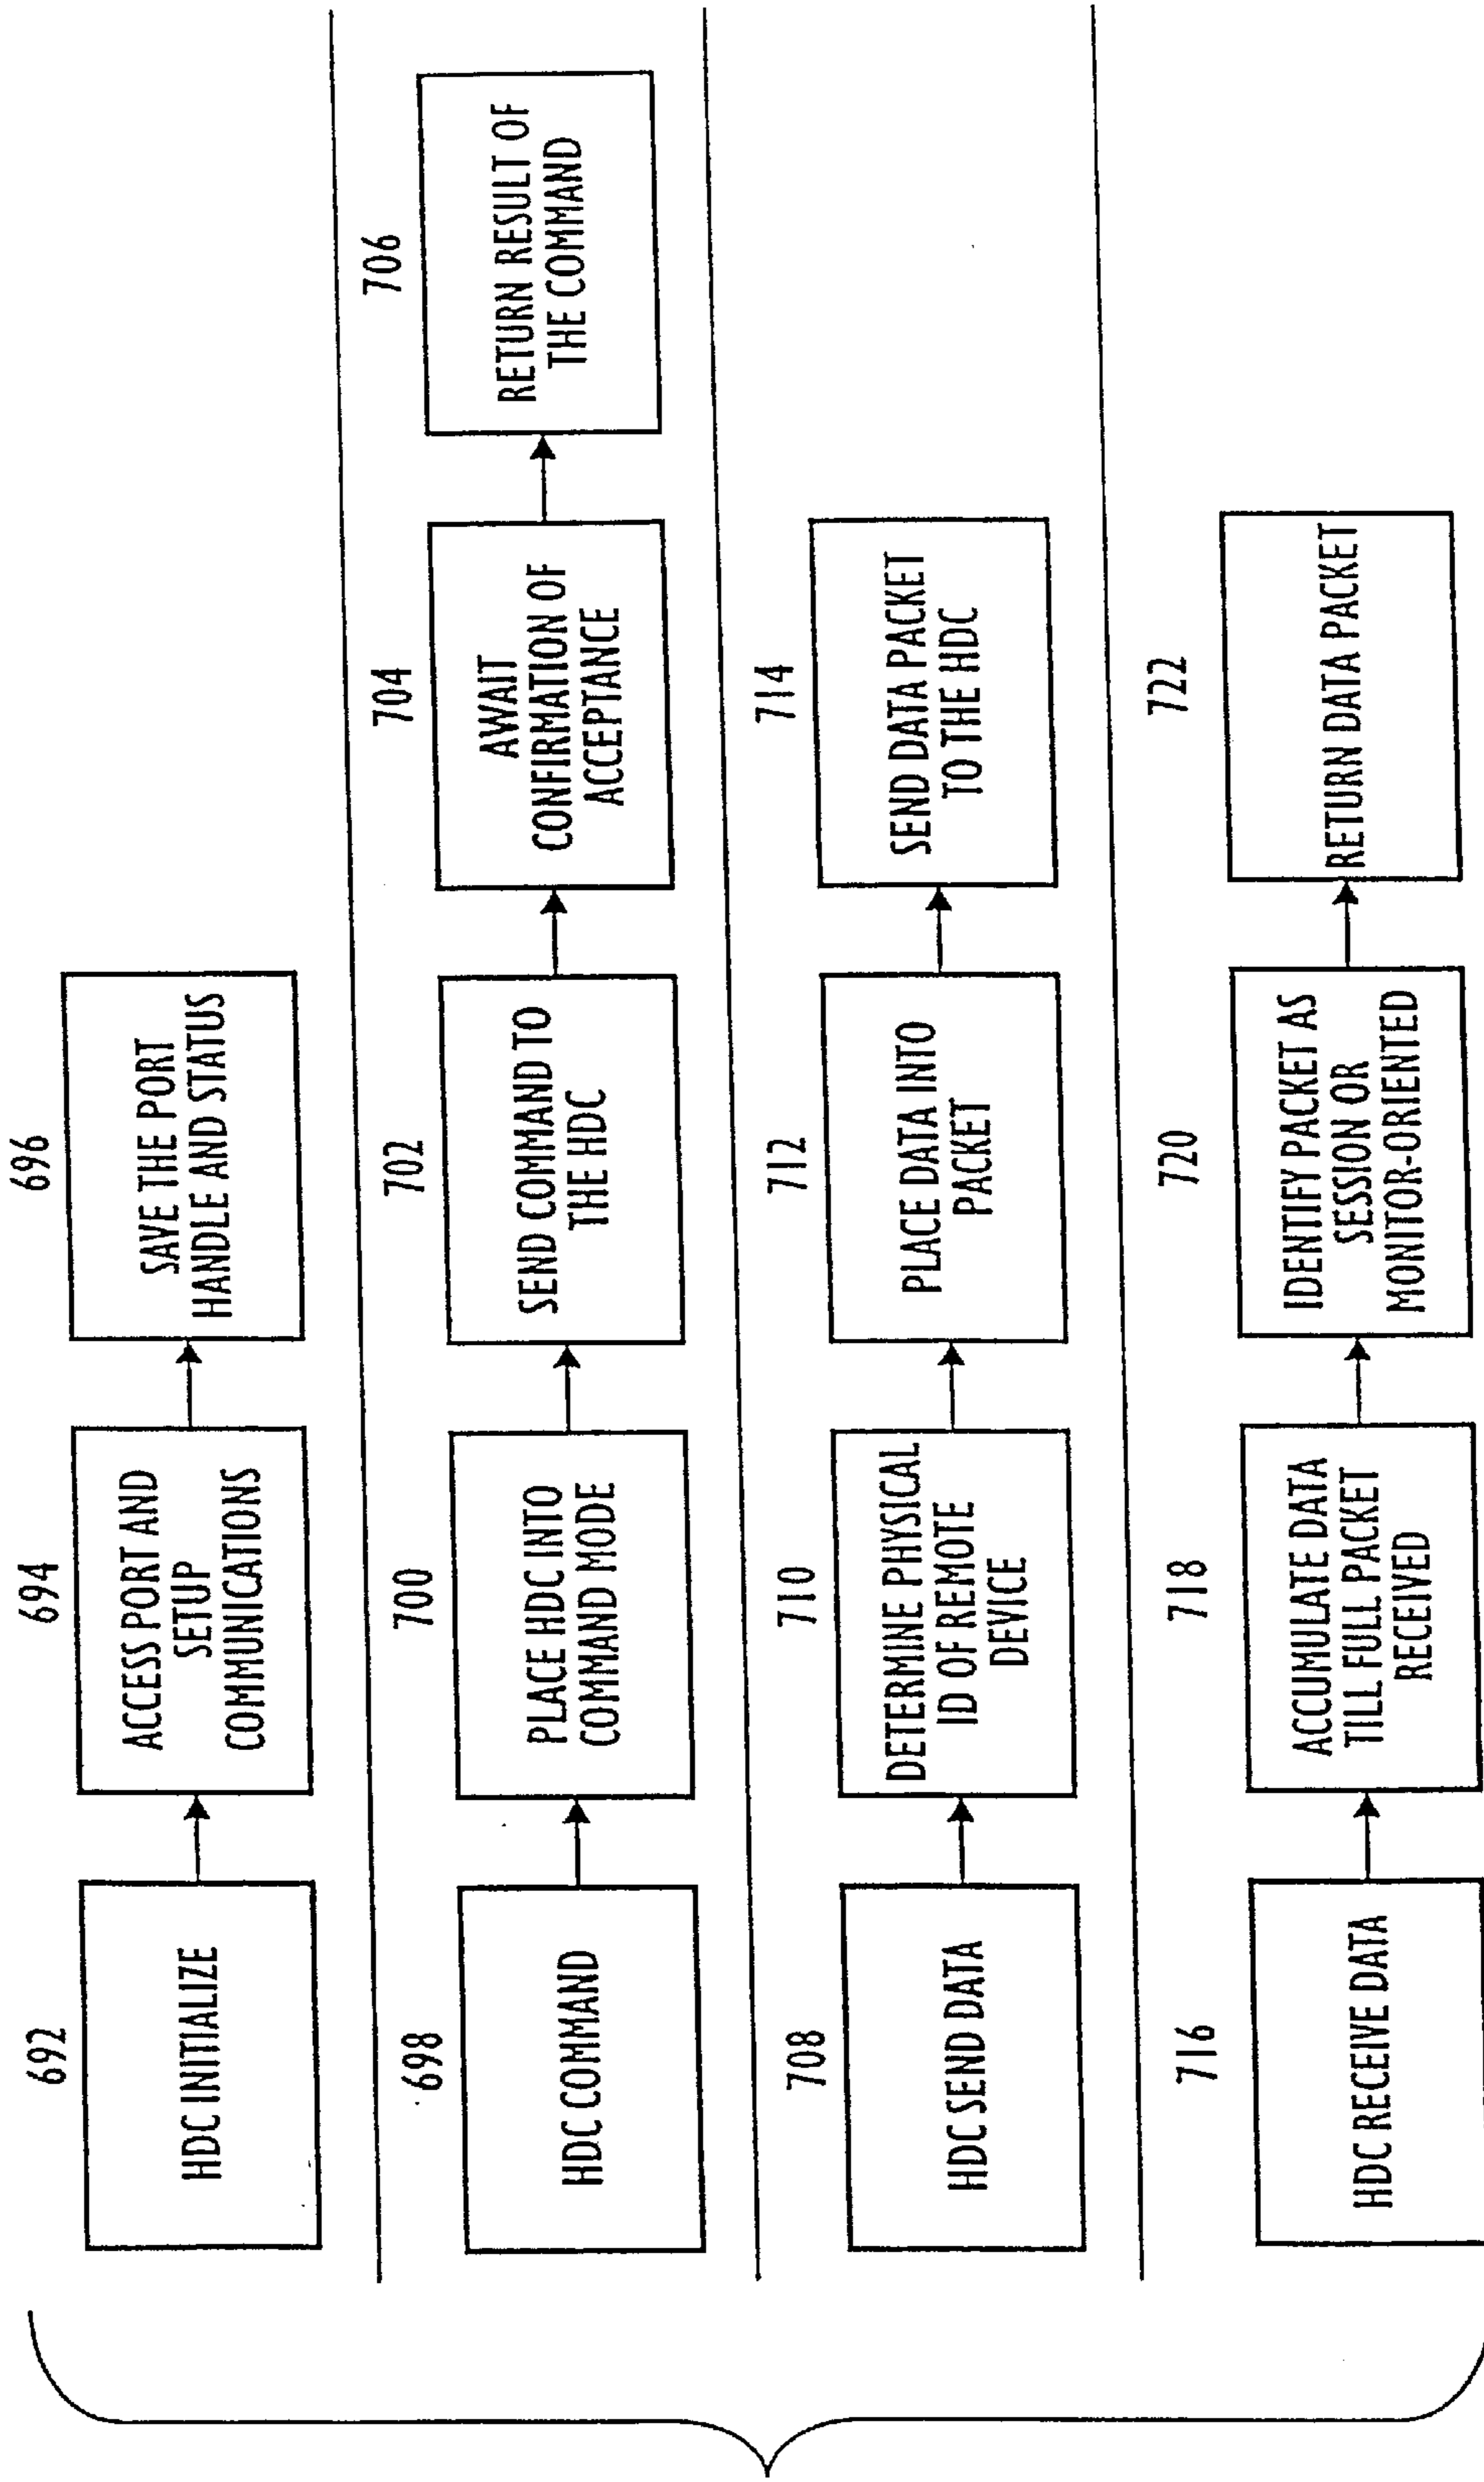 692
HDC INITIALIZE
694
ACCESS PORT AND
SETUP
COMMUNICATIONS
696
SAVE THE PORT
HANDLE AND STATUS
698
HDC COMMAND
700
PLACE HDC INTO
COMMAND MODE
702
SEND COMMAND TO
THE HDC
704
AWAIT
CONFIRMATION OF
ACCEPTANCE
706
RETURN RESULT OF
THE COMMAND
708
HDC SEND DATA
710
DETERMINE PHYSICAL
ID OF REMOTE
DEVICE
712
PLACE DATA INTO
PACKET
714
SEND DATA PACKET
TO THE HDC
716
HDC RECEIVE DATA
718
ACCUMULATE DATA
TILL FULL PACKET
RECEIVED
720
IDENTIFY PACKET AS
SESSION OR
MONITOR-ORIENTED
722
RETURN DATA PACKET